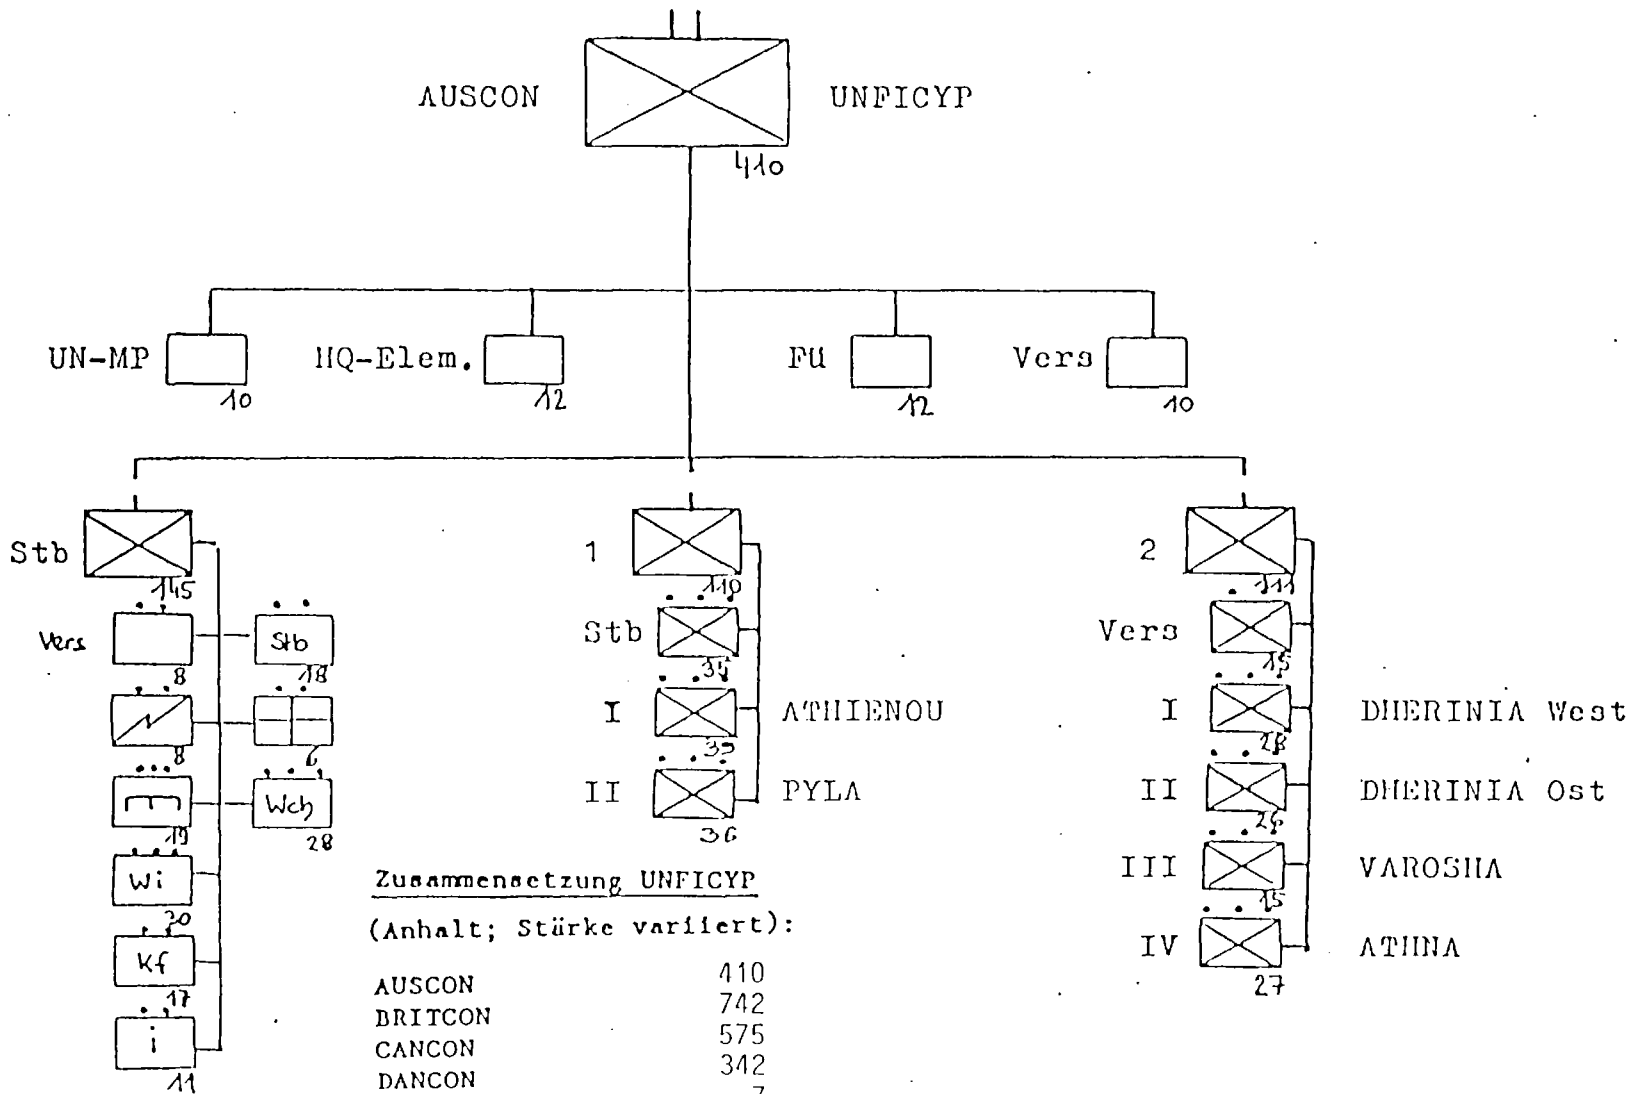 AUSCON UNFICYP
410
UN-MP HQ-Elem. Fü Vers
10 12 12 10
Stb 1 2
145 110 111
Vers Stb Stb Vers
8 18 35 15
I ATHIENOU I DHERINIA West
8 6 39 28
II PYLA II DHERINIA Ost
Wch
19 28 36 26
Wi III VAROSHA
20 15
Kf IV ATHNA
17 27
i
11
Zusammensetzung UNFICYP
(Anhalt; Stärke variiert):
AUSCON 410
BRITCON 742
CANCON 575
DANCON 342